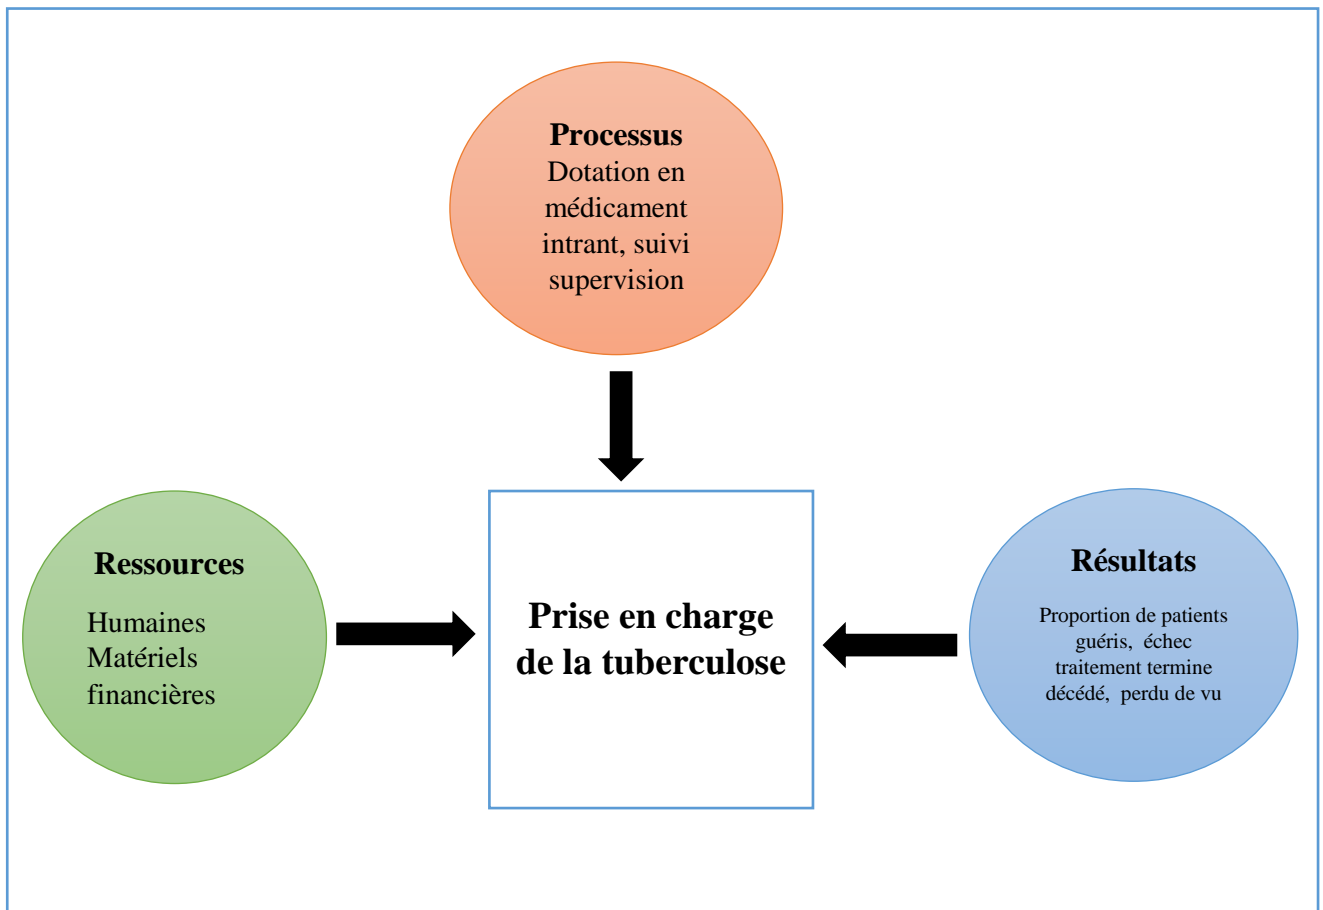 Processus
Dotation en
médicament
intrant, suivi
supervision
Ressources
Humaines
Matériels
financières
Prise en charge
de la tuberculose
Résultats
Proportion de patients
guéris, échec
traitement termine
décédé, perdu de vu